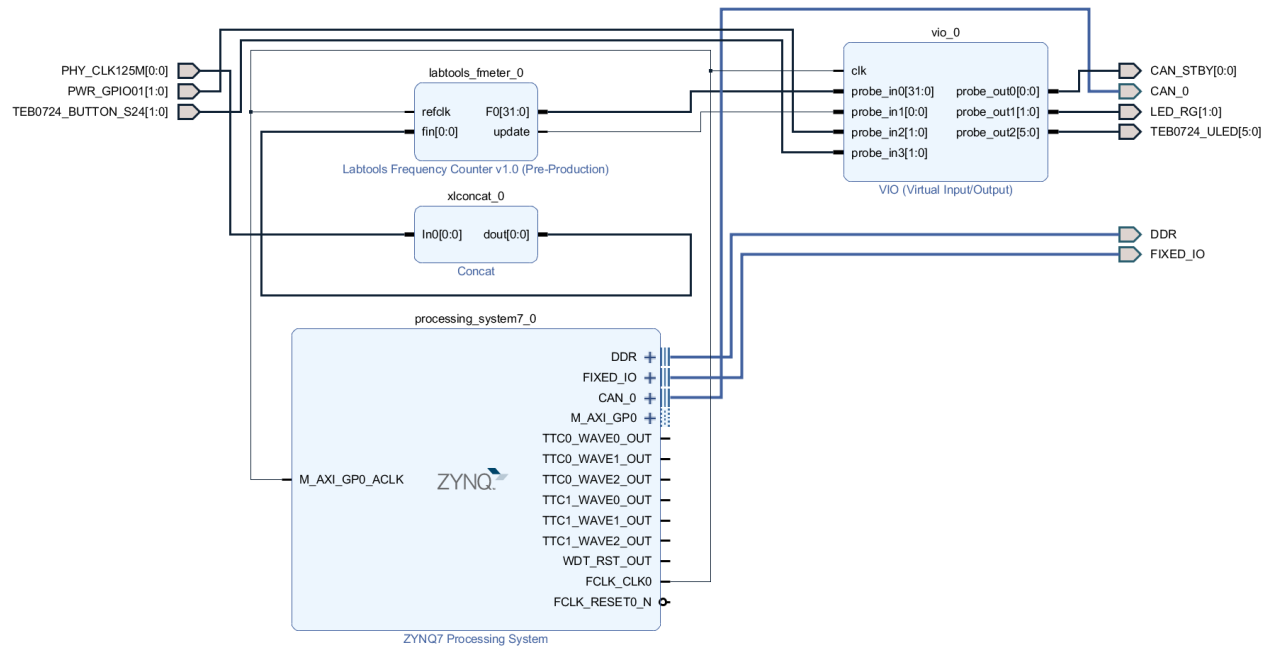 PHY_CLK125M[0:0]
PWR_GPIO01[1:0]
TEB0724_BUTTON_S24[1:0]
labtools_fmeter_0
refclk
fin[0:0]
F0[31:0]
update
Labtools Frequency Counter v1.0 (Pre-Production)
xlconcat_0
In0[0:0]
dout[0:0]
Concat
vio_0
clk
probe_in0[31:0]
probe_in1[0:0]
probe_in2[1:0]
probe_in3[1:0]
probe_out0[0:0]
probe_out1[1:0]
probe_out2[5:0]
VIO (Virtual Input/Output)
CAN_STBY[0:0]
CAN_0
LED_RG[1:0]
TEB0724_ULED[5:0]
DDR
FIXED_IO
processing_system7_0
M_AXI_GP0_ACLK
ZYNQ
DDR
FIXED_IO
CAN_0
M_AXI_GP0
TTC0_WAVE0_OUT
TTC0_WAVE1_OUT
TTC0_WAVE2_OUT
TTC1_WAVE0_OUT
TTC1_WAVE1_OUT
TTC1_WAVE2_OUT
WDT_RST_OUT
FCLK_CLK0
FCLK_RESET0_N
ZYNQ7 Processing System